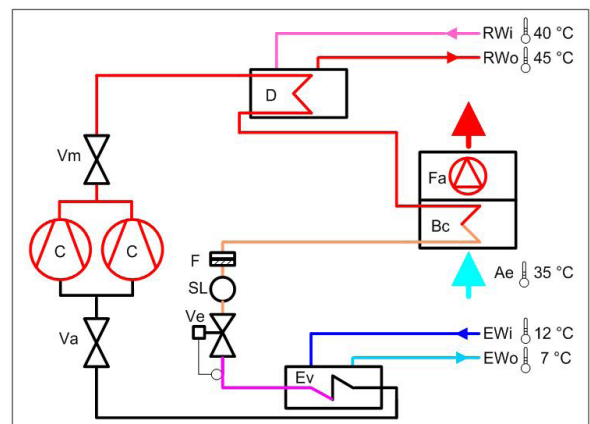 RWi 40 °C
RWo 45 °C
D
Vm
Fa
C
C
Bc
F
Ae 35 °C
SL
Ve
Va
EWi 12 °C
EWo 7 °C
Ev